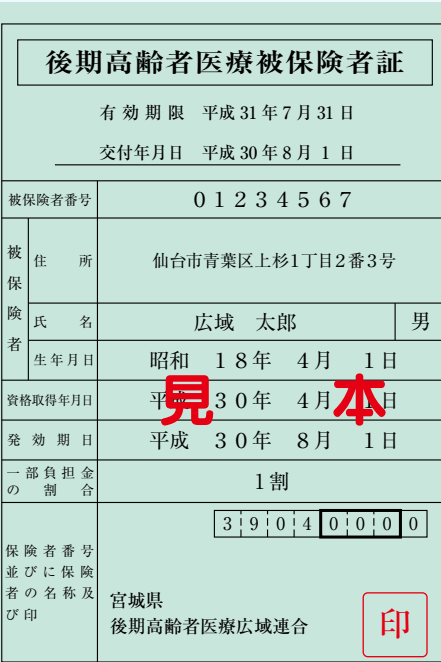 後期高齢者医療被保険者証
有効期限 平成31年7月31日
交付年月日 平成30年8月1日
被保険者番号 01234567
被保険者
住所 仙台市青葉区上杉1丁目2番3号
氏名 広域 太郎 男
生年月日 昭和 18年 4月 1日
資格取得年月日 平成 30年 4月 1日
見本
発効期日 平成 30年 8月 1日
一部負担金の割合 1割
39040000
保険者番号
並びに保険
者の名称及
び印
宮城県
後期高齢者医療広域連合
印